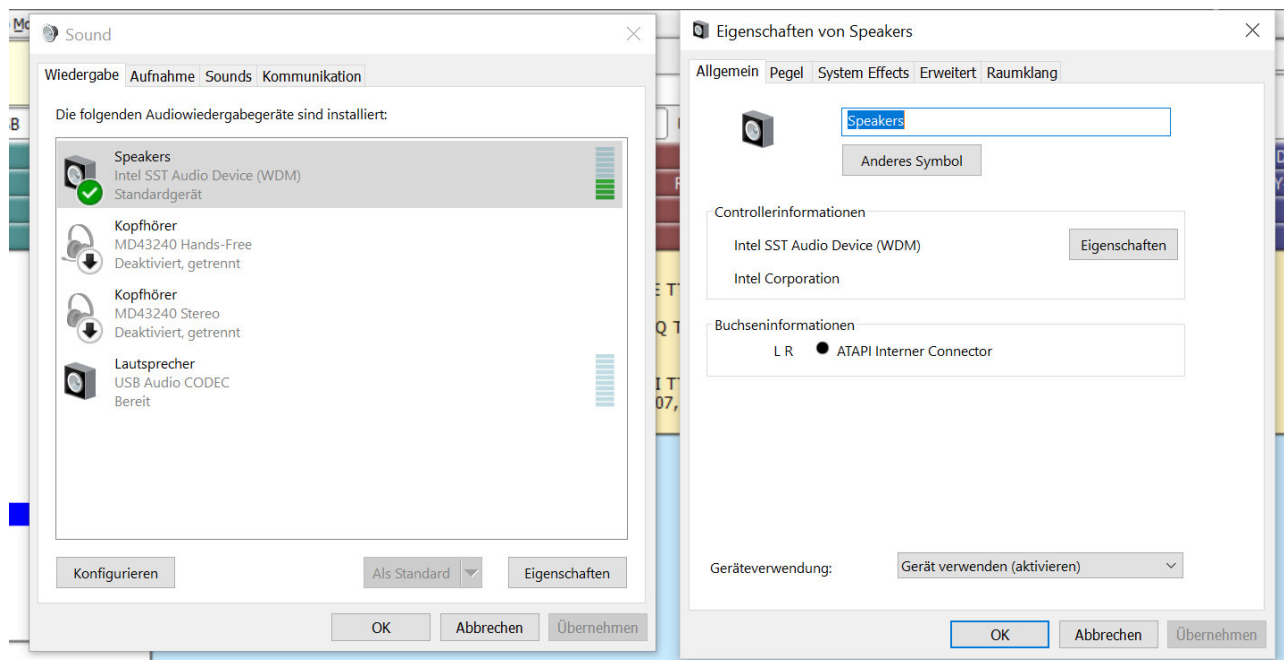 Sound
Wiedergabe Aufnahme Sounds Kommunikation
Die folgenden Audiowiedergabegeräte sind installiert:
Speakers
Intel SST Audio Device (WDM)
Standardgerät
Kopfhörer
MD43240 Hands-Free
Deaktiviert, getrennt
Kopfhörer
MD43240 Stereo
Deaktiviert, getrennt
Lautsprecher
USB Audio CODEC
Bereit
Konfigurieren Als Standard Eigenschaften
OK Abbrechen Übernehmen
Eigenschaften von Speakers
Allgemein Pegel System Effects Erweitert Raumklang
Speakers
Anderes Symbol
Controllerinformationen
Intel SST Audio Device (WDM) Eigenschaften
Intel Corporation
Buchseninformationen
L R ATAPI Interner Connector
Geräteverwendung: Gerät verwenden (aktivieren)
OK Abbrechen Übernehmen